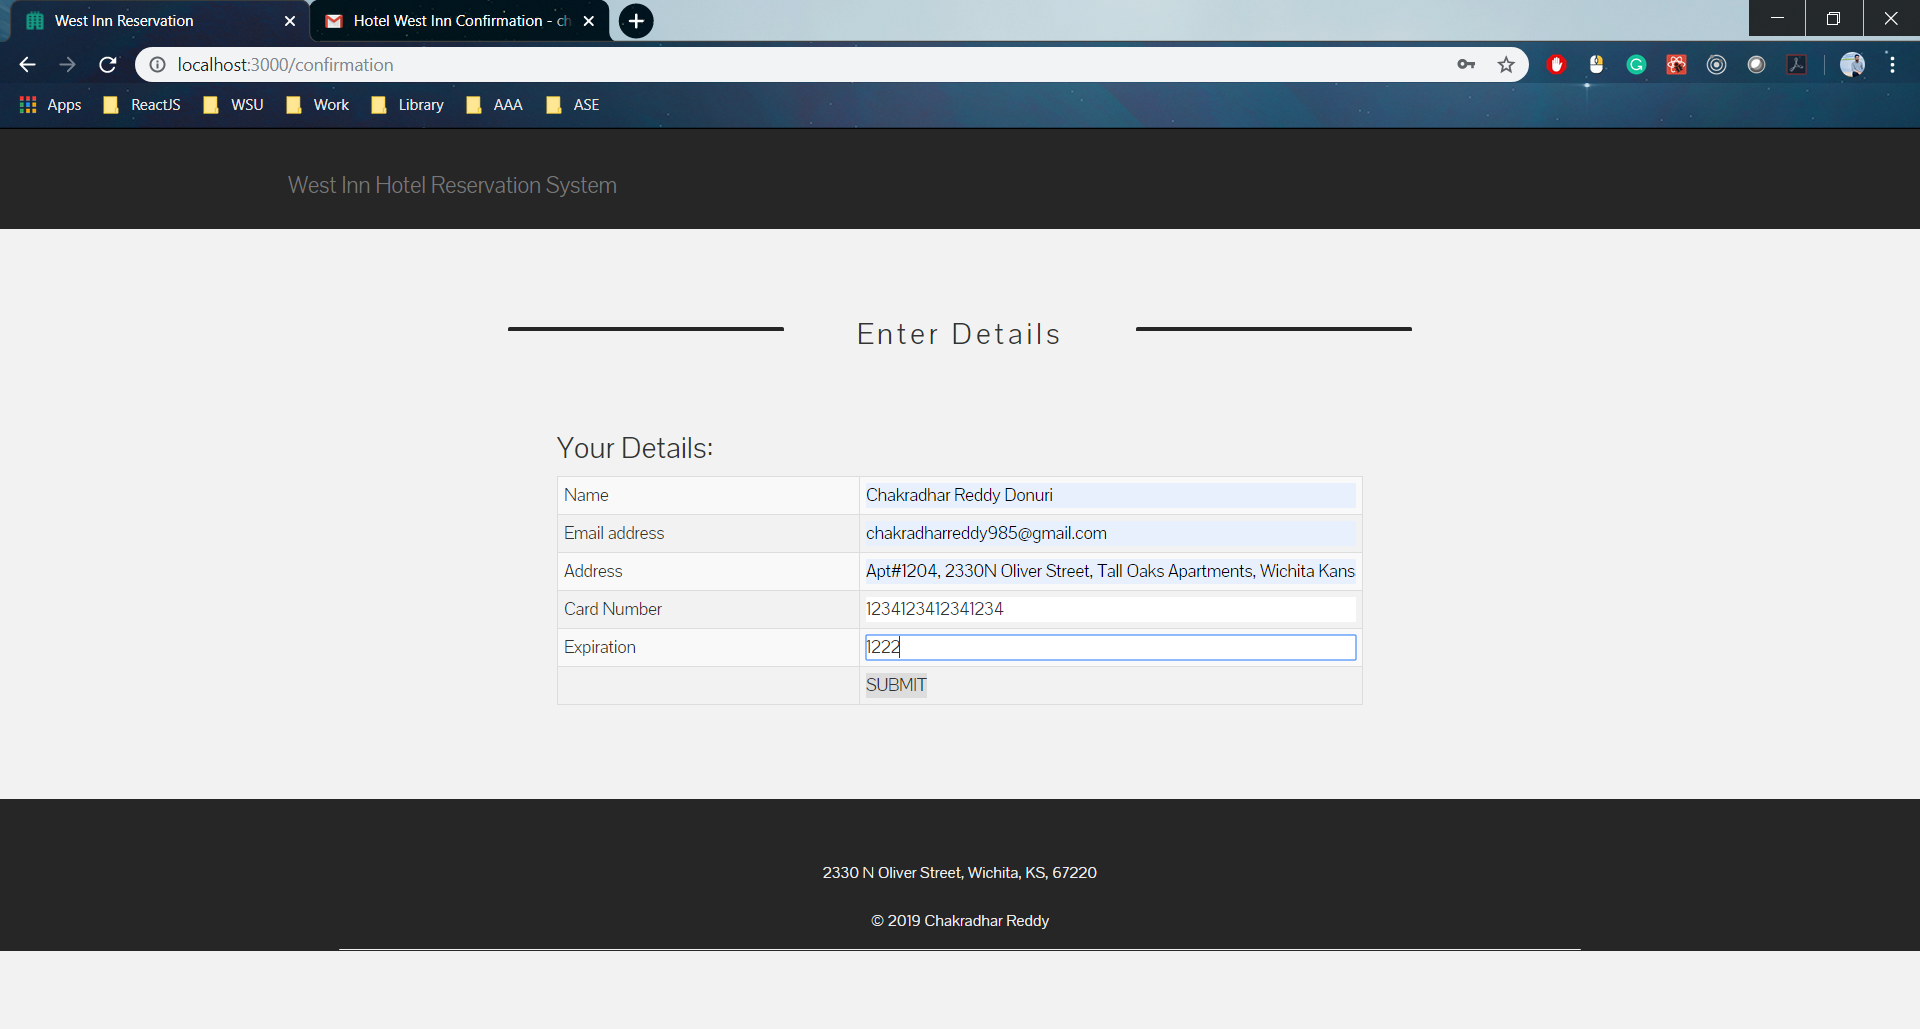 West Inn Reservation
Hotel West Inn Confirmation - ch
localhost:3000/confirmation
Apps ReactJS WSU Work Library AAA ASE
West Inn Hotel Reservation System
Enter Details
Your Details:
Name Chakradhar Reddy Donuri
Email address chakradharreddy985@gmail.com
Address Apt#1204, 2330N Oliver Street, Tall Oaks Apartments, Wichita Kans
Card Number 1234123412341234
Expiration 1222
SUBMIT
2330 N Oliver Street, Wichita, KS, 67220
© 2019 Chakradhar Reddy